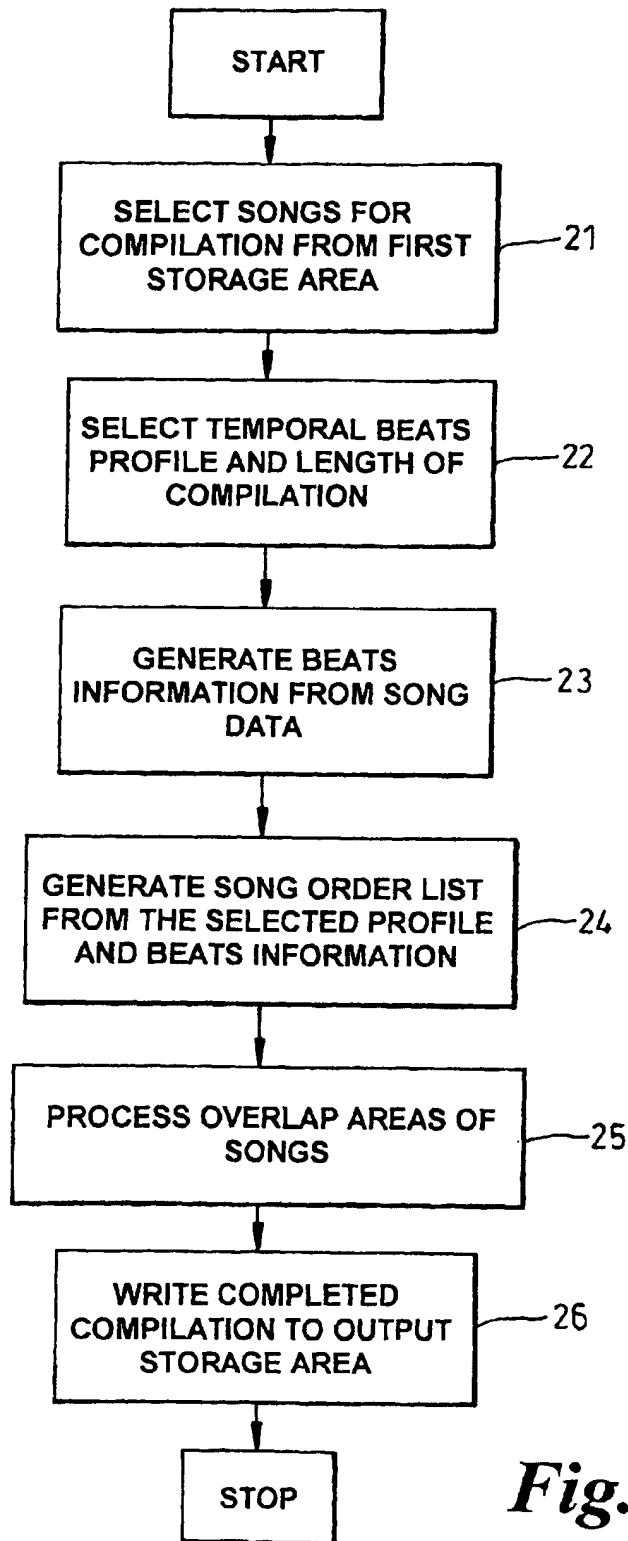 START
SELECT SONGS FOR
COMPILATION FROM FIRST
STORAGE AREA
21
SELECT TEMPORAL BEATS
PROFILE AND LENGTH OF
COMPILATION
22
GENERATE BEATS
INFORMATION FROM SONG
DATA
23
GENERATE SONG ORDER LIST
FROM THE SELECTED PROFILE
AND BEATS INFORMATION
24
PROCESS OVERLAP AREAS OF
SONGS
25
WRITE COMPLETED
COMPILATION TO OUTPUT
STORAGE AREA
26
STOP
Fig.